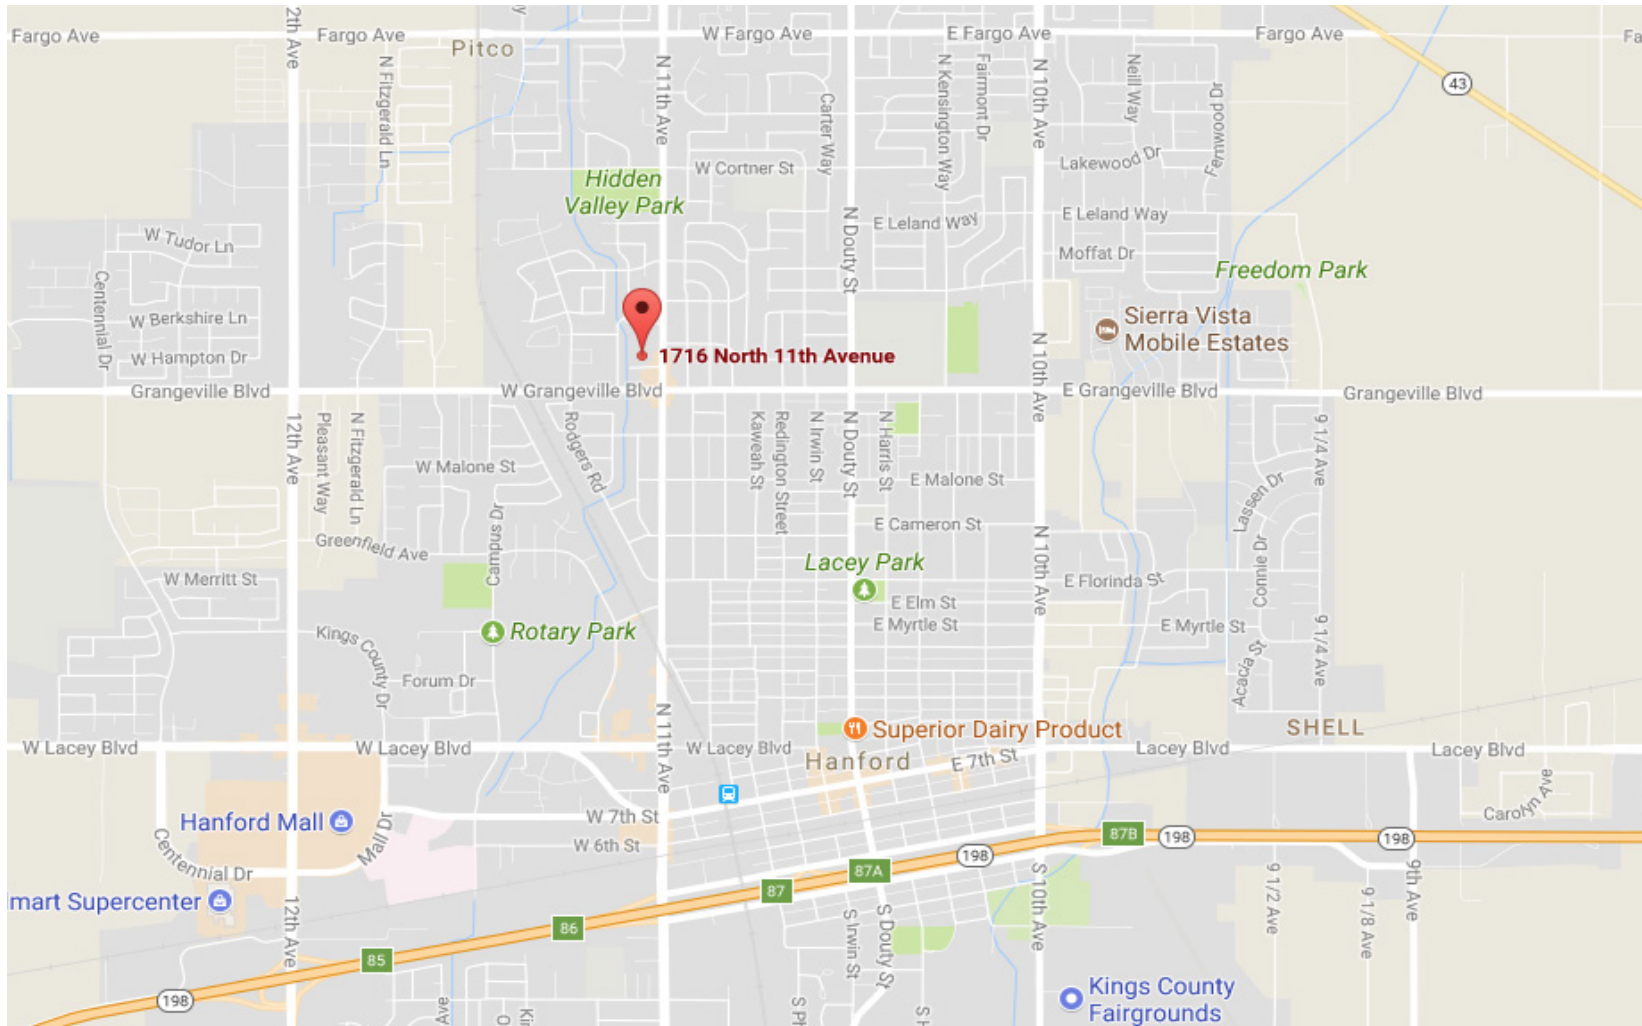 Fargo Ave
2th Ave
Fargo Ave
Pitco
W Fargo Ave
E Fargo Ave
Fargo Ave
Fa
43
N Fitzgerald Ln
N 11th Ave
Carter Way
N Kensington Way
Fairmont Dr
N 10th Ave
Neill Way
Fernwood Dr
W Cortner St
Lakewood Dr
Hidden
Valley Park
N Douty St
E Leland Way
E Leland Way
W Tudor Ln
Moffat Dr
Freedom Park
Centennial Dr
W Berkshire Ln
W Hampton Dr
Sierra Vista
Mobile Estates
1716 North 11th Avenue
N 10th Ave
Grangeville Blvd
W Grangeville Blvd
E Grangeville Blvd
Grangeville Blvd
12th Ave
Pleasant Way
N Fitzgerald Ln
Rodgers Rd
Kaweah St
Redington Street
N Irwin St
N Douty St
N Harris St
9 1/4 Ave
W Malone St
E Malone St
Lassen Dr
Campus Dr
E Cameron St
N 10th Ave
Greenfield Ave
Connie Dr
Lacey Park
W Merritt St
E Florinda St
E Elm St
E Myrtle St
E Myrtle St
Rotary Park
Kings County Dr
Acacia St
9 1/4 Ave
Forum Dr
N 11th Ave
Superior Dairy Product
SHELL
W Lacey Blvd
W Lacey Blvd
W Lacey Blvd
Hanford
E 7th St
Lacey Blvd
Lacey Blvd
Carolyn Ave
Hanford Mall
Mall Dr
W 7th St
W 6th St
87B
198
198
198
87A
87
Centennial Dr
mart Supercenter
12th Ave
86
85
198
S Irwin St
S Douty St
S 10th Ave
9 1/2 Ave
9 1/8 Ave
9th Ave
Kings County
Fairgrounds
Ave